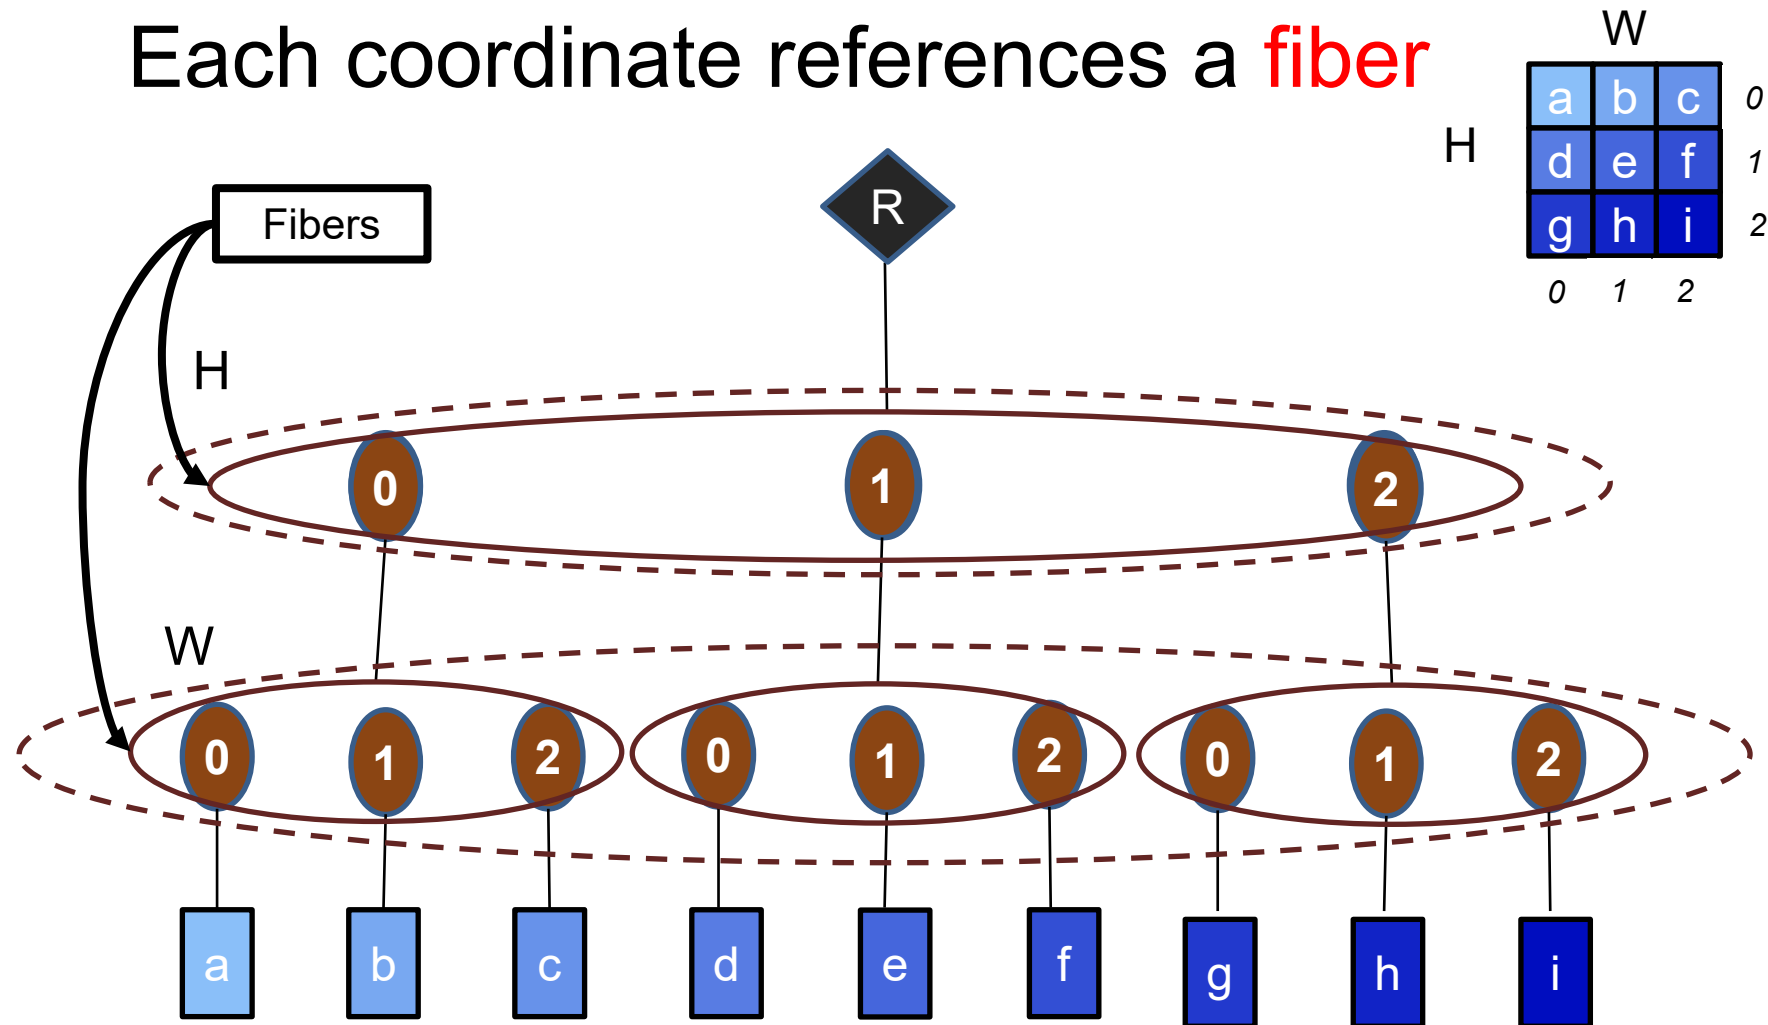 Each coordinate references a fiber
W
a b c 0
H
d e f 1
g h i 2
0 1 2
Fibers
R
H
0 1 2
W
0 1 2 0 1 2 0 1 2
a b c d e f g h i